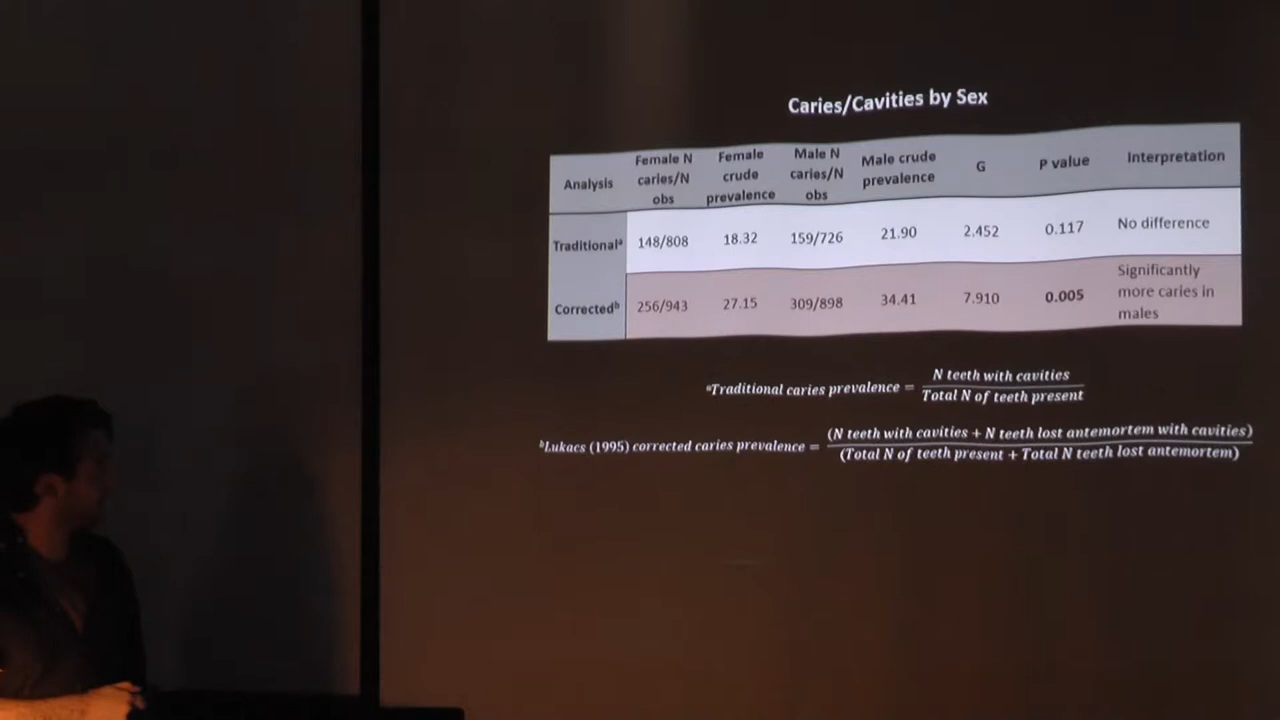 Caries/Cavities by Sex
Analysis
Female N
caries/N
obs
Female
crude
prevalence
Male N
caries/N
obs
Male crude
prevalence
G
P value
Interpretation
Traditionalᵃ
148/808
18.32
159/726
21.90
2.452
0.117
No difference
Correctedᵇ
256/943
27.15
309/898
34.41
7.910
0.005
Significantly
more caries in
males
ᵃTraditional caries prevalence = N teeth with cavities
Total N of teeth present
ᵇLukacs (1995) corrected caries prevalence = (N teeth with cavities + N teeth lost antemortem with cavities)
(Total N of teeth present + Total N teeth lost antemortem)